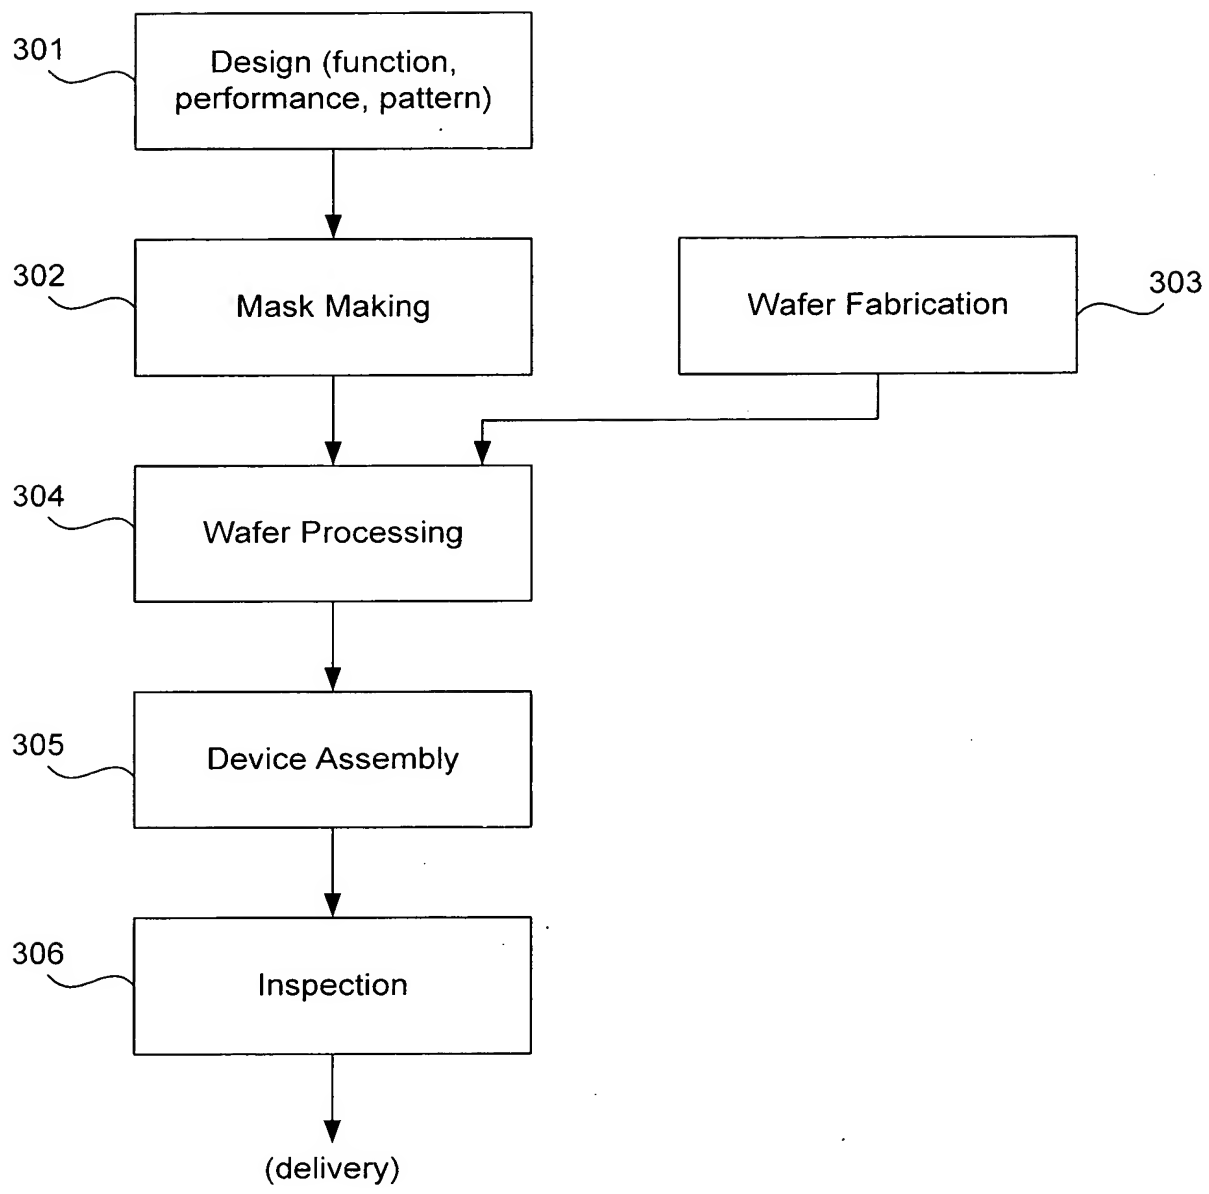 301
Design (function,
performance, pattern)
302
Mask Making
Wafer Fabrication
303
304
Wafer Processing
305
Device Assembly
306
Inspection
(delivery)